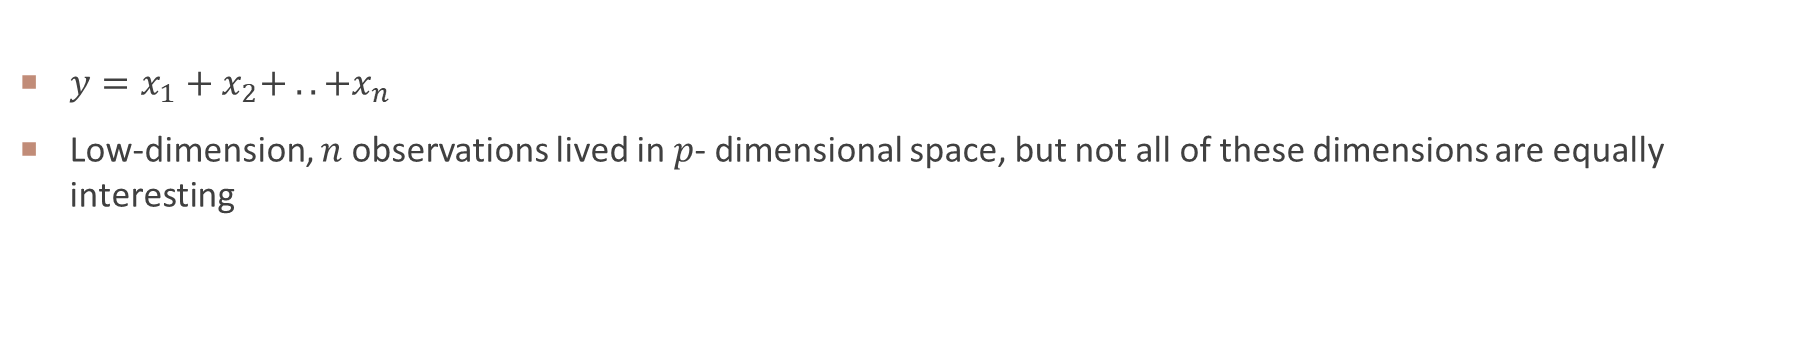 y = x₁ + x₂+ . . +xₙ
Low-dimension, n observations lived in p- dimensional space, but not all of these dimensions are equally
interesting